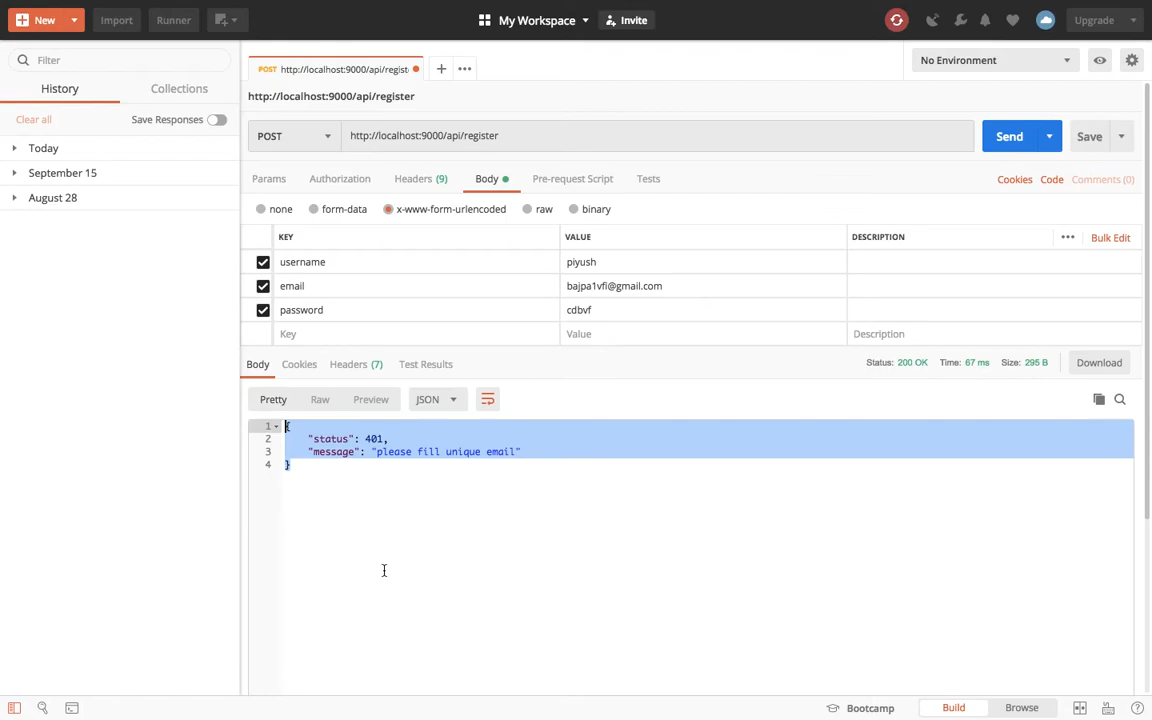 New Import Runner My Workspace Invite Upgrade
Filter
History Collections
Clear all Save Responses
Today
September 15
August 28
POST http://localhost:9000/api/regist No Environment
http://localhost:9000/api/register
POST http://localhost:9000/api/register Send Save
Params Authorization Headers (9) Body Pre-request Script Tests Cookies Code Comments (0)
none form-data x-www-form-urlencoded raw binary
KEY VALUE DESCRIPTION Bulk Edit
username piyush
email bajpa1vfi@gmail.com
password cdbvf
Key Value Description
Body Cookies Headers (7) Test Results Status: 200 OK Time: 67 ms Size: 295 B Download
Pretty Raw Preview JSON
1 {
2 "status": 401,
3 "message": "please fill unique email"
4 }
Bootcamp Build Browse